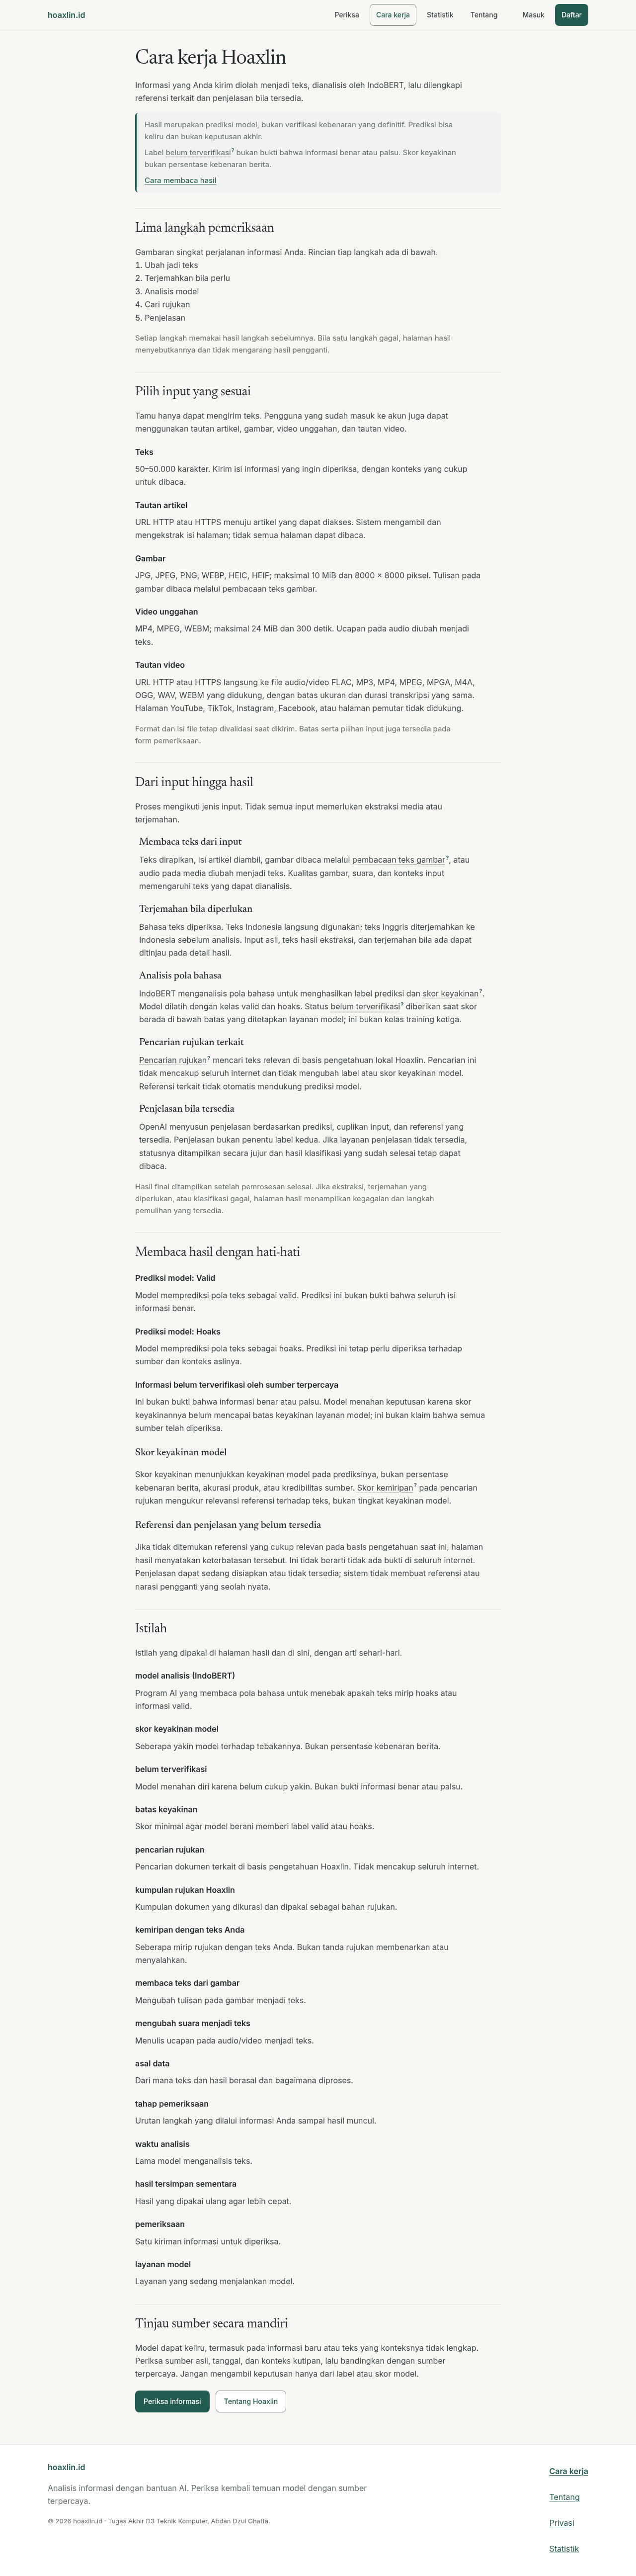 hoaxlin.id
Periksa
Cara kerja
Statistik
Tentang
Masuk
Daftar
Cara kerja Hoaxlin
Informasi yang Anda kirim diolah menjadi teks, dianalisis oleh IndoBERT, lalu dilengkapi
referensi terkait dan penjelasan bila tersedia.
Hasil merupakan prediksi model, bukan verifikasi kebenaran yang definitif. Prediksi bisa
keliru dan bukan keputusan akhir.
Label belum terverifikasi? bukan bukti bahwa informasi benar atau palsu. Skor keyakinan
bukan persentase kebenaran berita.
Cara membaca hasil
Lima langkah pemeriksaan
Gambaran singkat perjalanan informasi Anda. Rincian tiap langkah ada di bawah.
1. Ubah jadi teks
2. Terjemahkan bila perlu
3. Analisis model
4. Cari rujukan
5. Penjelasan
Setiap langkah memakai hasil langkah sebelumnya. Bila satu langkah gagal, halaman hasil
menyebutkannya dan tidak mengarang hasil pengganti.
Pilih input yang sesuai
Tamu hanya dapat mengirim teks. Pengguna yang sudah masuk ke akun juga dapat
menggunakan tautan artikel, gambar, video unggahan, dan tautan video.
Teks
50–50.000 karakter. Kirim isi informasi yang ingin diperiksa, dengan konteks yang cukup
untuk dibaca.
Tautan artikel
URL HTTP atau HTTPS menuju artikel yang dapat diakses. Sistem mengambil dan
mengekstrak isi halaman; tidak semua halaman dapat dibaca.
Gambar
JPG, JPEG, PNG, WEBP, HEIC, HEIF; maksimal 10 MiB dan 8000 × 8000 piksel. Tulisan pada
gambar dibaca melalui pembacaan teks gambar.
Video unggahan
MP4, MPEG, WEBM; maksimal 24 MiB dan 300 detik. Ucapan pada audio diubah menjadi
teks.
Tautan video
URL HTTP atau HTTPS langsung ke file audio/video FLAC, MP3, MP4, MPEG, MPGA, M4A,
OGG, WAV, WEBM yang didukung, dengan batas ukuran dan durasi transkripsi yang sama.
Halaman YouTube, TikTok, Instagram, Facebook, atau halaman pemutar tidak didukung.
Format dan isi file tetap divalidasi saat dikirim. Batas serta pilihan input juga tersedia pada
form pemeriksaan.
Dari input hingga hasil
Proses mengikuti jenis input. Tidak semua input memerlukan ekstraksi media atau
terjemahan.
Membaca teks dari input
Teks dirapikan, isi artikel diambil, gambar dibaca melalui pembacaan teks gambar?, atau
audio pada media diubah menjadi teks. Kualitas gambar, suara, dan konteks input
memengaruhi teks yang dapat dianalisis.
Terjemahan bila diperlukan
Bahasa teks diperiksa. Teks Indonesia langsung digunakan; teks Inggris diterjemahkan ke
Indonesia sebelum analisis. Input asli, teks hasil ekstraksi, dan terjemahan bila ada dapat
ditinjau pada detail hasil.
Analisis pola bahasa
IndoBERT menganalisis pola bahasa untuk menghasilkan label prediksi dan skor keyakinan?.
Model dilatih dengan kelas valid dan hoaks. Status belum terverifikasi? diberikan saat skor
berada di bawah batas yang ditetapkan layanan model; ini bukan kelas training ketiga.
Pencarian rujukan terkait
Pencarian rujukan? mencari teks relevan di basis pengetahuan lokal Hoaxlin. Pencarian ini
tidak mencakup seluruh internet dan tidak mengubah label atau skor keyakinan model.
Referensi terkait tidak otomatis mendukung prediksi model.
Penjelasan bila tersedia
OpenAI menyusun penjelasan berdasarkan prediksi, cuplikan input, dan referensi yang
tersedia. Penjelasan bukan penentu label kedua. Jika layanan penjelasan tidak tersedia,
statusnya ditampilkan secara jujur dan hasil klasifikasi yang sudah selesai tetap dapat
dibaca.
Hasil final ditampilkan setelah pemrosesan selesai. Jika ekstraksi, terjemahan yang
diperlukan, atau klasifikasi gagal, halaman hasil menampilkan kegagalan dan langkah
pemulihan yang tersedia.
Membaca hasil dengan hati-hati
Prediksi model: Valid
Model memprediksi pola teks sebagai valid. Prediksi ini bukan bukti bahwa seluruh isi
informasi benar.
Prediksi model: Hoaks
Model memprediksi pola teks sebagai hoaks. Prediksi ini tetap perlu diperiksa terhadap
sumber dan konteks aslinya.
Informasi belum terverifikasi oleh sumber terpercaya
Ini bukan bukti bahwa informasi benar atau palsu. Model menahan keputusan karena skor
keyakinannya belum mencapai batas keyakinan layanan model; ini bukan klaim bahwa semua
sumber telah diperiksa.
Skor keyakinan model
Skor keyakinan menunjukkan keyakinan model pada prediksinya, bukan persentase
kebenaran berita, akurasi produk, atau kredibilitas sumber. Skor kemiripan? pada pencarian
rujukan mengukur relevansi referensi terhadap teks, bukan tingkat keyakinan model.
Referensi dan penjelasan yang belum tersedia
Jika tidak ditemukan referensi yang cukup relevan pada basis pengetahuan saat ini, halaman
hasil menyatakan keterbatasan tersebut. Ini tidak berarti tidak ada bukti di seluruh internet.
Penjelasan dapat sedang disiapkan atau tidak tersedia; sistem tidak membuat referensi atau
narasi pengganti yang seolah nyata.
Istilah
Istilah yang dipakai di halaman hasil dan di sini, dengan arti sehari-hari.
model analisis (IndoBERT)
Program AI yang membaca pola bahasa untuk menebak apakah teks mirip hoaks atau
informasi valid.
skor keyakinan model
Seberapa yakin model terhadap tebakannya. Bukan persentase kebenaran berita.
belum terverifikasi
Model menahan diri karena belum cukup yakin. Bukan bukti informasi benar atau palsu.
batas keyakinan
Skor minimal agar model berani memberi label valid atau hoaks.
pencarian rujukan
Pencarian dokumen terkait di basis pengetahuan Hoaxlin. Tidak mencakup seluruh internet.
kumpulan rujukan Hoaxlin
Kumpulan dokumen yang dikurasi dan dipakai sebagai bahan rujukan.
kemiripan dengan teks Anda
Seberapa mirip rujukan dengan teks Anda. Bukan tanda rujukan membenarkan atau
menyalahkan.
membaca teks dari gambar
Mengubah tulisan pada gambar menjadi teks.
mengubah suara menjadi teks
Menulis ucapan pada audio/video menjadi teks.
asal data
Dari mana teks dan hasil berasal dan bagaimana diproses.
tahap pemeriksaan
Urutan langkah yang dilalui informasi Anda sampai hasil muncul.
waktu analisis
Lama model menganalisis teks.
hasil tersimpan sementara
Hasil yang dipakai ulang agar lebih cepat.
pemeriksaan
Satu kiriman informasi untuk diperiksa.
layanan model
Layanan yang sedang menjalankan model.
Tinjau sumber secara mandiri
Model dapat keliru, termasuk pada informasi baru atau teks yang konteksnya tidak lengkap.
Periksa sumber asli, tanggal, dan konteks kutipan, lalu bandingkan dengan sumber
terpercaya. Jangan mengambil keputusan hanya dari label atau skor model.
Periksa informasi
Tentang Hoaxlin
hoaxlin.id
Analisis informasi dengan bantuan AI. Periksa kembali temuan model dengan sumber
terpercaya.
© 2026 hoaxlin.id · Tugas Akhir D3 Teknik Komputer, Abdan Dzul Ghaffa.
Cara kerja
Tentang
Privasi
Statistik